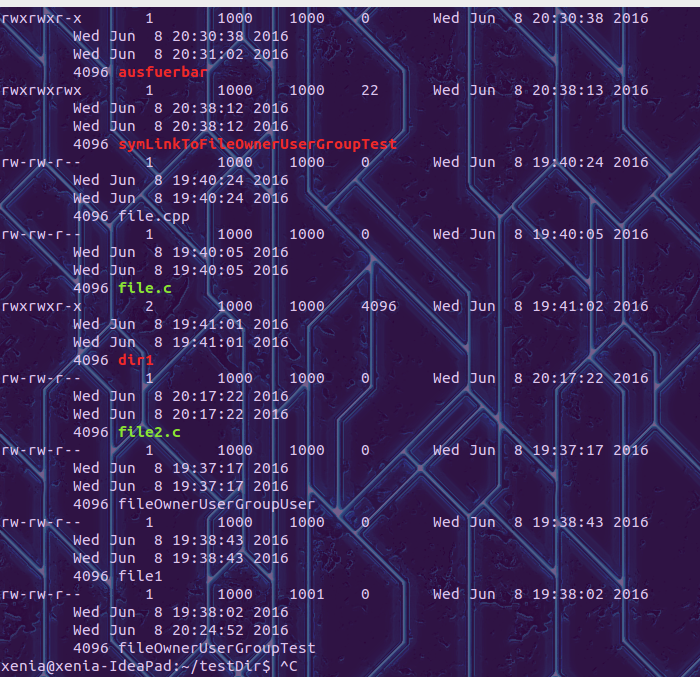 rwxrwxr-x 1 1000 1000 0 Wed Jun 8 20:30:38 2016
Wed Jun 8 20:30:38 2016
Wed Jun 8 20:31:02 2016
4096 ausfuerbar
rwxrwxrwx 1 1000 1000 22 Wed Jun 8 20:38:13 2016
Wed Jun 8 20:38:12 2016
Wed Jun 8 20:38:12 2016
4096 symLinkToFileOwnerUserGroupTest
rw-rw-r-- 1 1000 1000 0 Wed Jun 8 19:40:24 2016
Wed Jun 8 19:40:24 2016
Wed Jun 8 19:40:24 2016
4096 file.cpp
rw-rw-r-- 1 1000 1000 0 Wed Jun 8 19:40:05 2016
Wed Jun 8 19:40:05 2016
Wed Jun 8 19:40:05 2016
4096 file.c
rwxrwxr-x 2 1000 1000 4096 Wed Jun 8 19:41:02 2016
Wed Jun 8 19:41:01 2016
Wed Jun 8 19:41:01 2016
4096 dir1
rw-rw-r-- 1 1000 1000 0 Wed Jun 8 20:17:22 2016
Wed Jun 8 20:17:22 2016
Wed Jun 8 20:17:22 2016
4096 file2.c
rw-rw-r-- 1 1000 1000 0 Wed Jun 8 19:37:17 2016
Wed Jun 8 19:37:17 2016
Wed Jun 8 19:37:17 2016
4096 fileOwnerUserGroupUser
rw-rw-r-- 1 1000 1000 0 Wed Jun 8 19:38:43 2016
Wed Jun 8 19:38:43 2016
Wed Jun 8 19:38:43 2016
4096 file1
rw-rw-r-- 1 1000 1001 0 Wed Jun 8 19:38:02 2016
Wed Jun 8 19:38:02 2016
Wed Jun 8 20:24:52 2016
4096 fileOwnerUserGroupTest
xenia@xenia-IdeaPad:~/testDir$ ^C